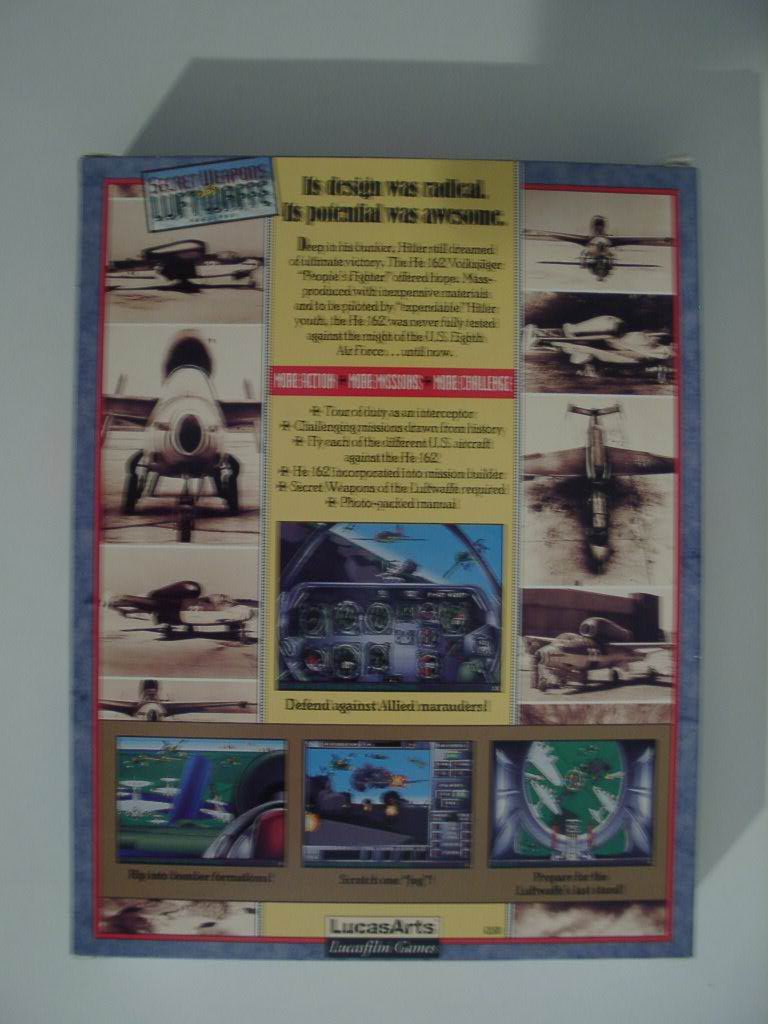 SECRET WEAPONS
OF THE
LUFTWAFFE
Its design was radical.
Its potential was awesome.
Deep in his bunker, Hitler still dreamed
of ultimate victory. The He 162 Volksjäger
"People's Fighter" offered hope. Mass-
produced with inexpensive materials
and to be piloted by "expendable" Hitler
youth, the He 162 was never fully tested
against the might of the U.S. Eighth
Air Force . . . until now.
MORE ACTION • MORE MISSIONS • MORE CHALLENGE
Tour of duty as an interceptor
Challenging missions drawn from history
Fly each of the different U.S. aircraft
against the He 162
He 162 incorporated into mission builder
Secret Weapons of the Luftwaffe required
Photo-packed manual
Defend against Allied marauders!
Rip into bomber formations!
Scratch one "Jug"!
Prepare for the
Luftwaffe's last stand!
LucasArts
Lucasfilm Games